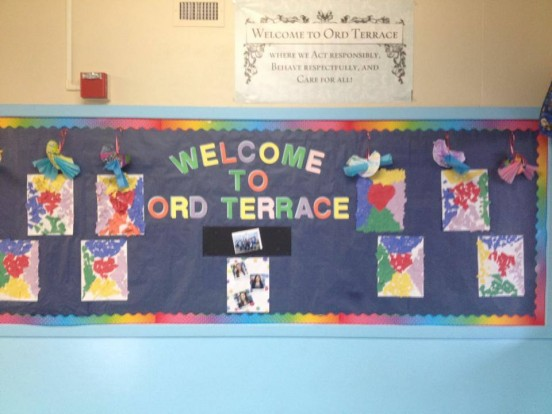 WELCOME TO ORD TERRACE
WHERE WE ACT RESPONSIBLY,
BEHAVE RESPECTFULLY, AND
CARE FOR ALL!
WELCOME
TO
ORD TERRACE